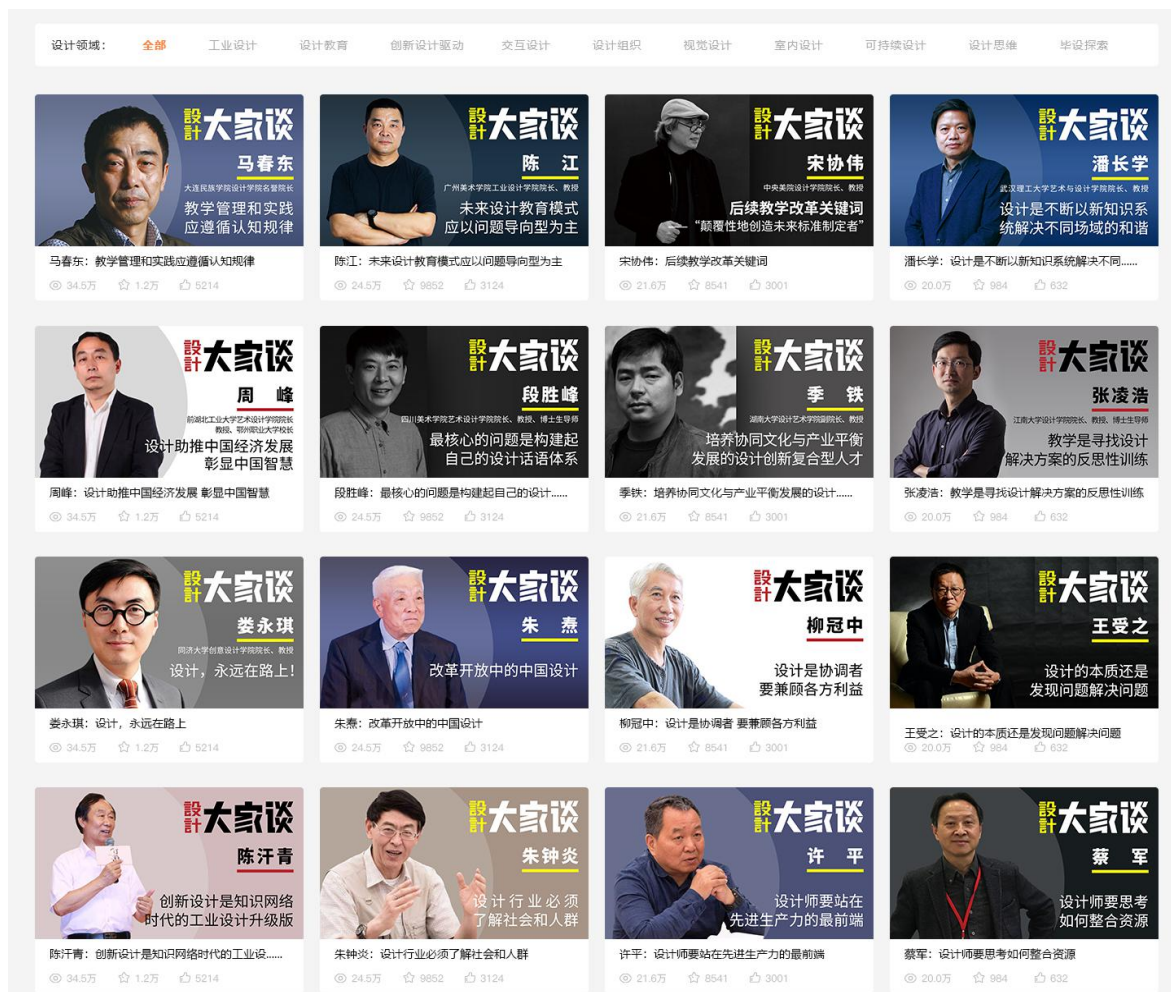 设计领域： 全部 工业设计 设计教育 创新设计驱动 交互设计 设计组织 视觉设计 室内设计 可持续设计 设计思维 毕设探索
設計大家谈
马春东
大连民族学院设计学院名誉院长
教学管理和实践
应遵循认知规律
马春东：教学管理和实践应遵循认知规律
34.5万 1.2万 5214
設計大家谈
陈 江
广州美术学院工业设计学院院长、教授
未来设计教育模式
应以问题导向型为主
陈江：未来设计教育模式应以问题导向型为主
24.5万 9852 3124
設計大家谈
宋协伟
中央美院设计学院院长、教授
后续教学改革关键词
“颠覆性地创造未来标准制定者”
宋协伟：后续教学改革关键词
21.6万 8541 3001
設計大家谈
潘长学
武汉理工大学艺术与设计学院院长、教授
设计是不断以新知识系
统解决不同场域的和谐
潘长学：设计是不断以新知识系统解决不同......
20.0万 984 632
設計大家谈
周 峰
前湖北工业大学艺术设计学院院长
教授、鄂州职业大学校长
设计助推中国经济发展
彰显中国智慧
周峰：设计助推中国经济发展 彰显中国智慧
34.5万 1.2万 5214
設計大家谈
段胜峰
四川美术学院艺术设计学院院长、教授、博士生导师
最核心的问题是构建起
自己的设计话语体系
段胜峰：最核心的问题是构建起自己的设计......
24.5万 9852 3124
設計大家谈
季 铁
湖南大学设计艺术学院副院长、教授
培养协同文化与产业平衡
发展的设计创新复合型人才
季铁：培养协同文化与产业平衡发展的设计......
21.6万 8541 3001
設計大家谈
张凌浩
江南大学设计学院院长、教授、博士生导师
教学是寻找设计
解决方案的反思性训练
张凌浩：教学是寻找设计解决方案的反思性训练
20.0万 984 632
設計大家谈
娄永琪
同济大学创意设计学院院长、教授
设计，永远在路上！
娄永琪：设计，永远在路上
34.5万 1.2万 5214
設計大家谈
朱 焘
改革开放中的中国设计
朱焘：改革开放中的中国设计
24.5万 9852 3124
設計大家谈
柳冠中
设计是协调者
要兼顾各方利益
柳冠中：设计是协调者 要兼顾各方利益
21.6万 8541 3001
設計大家谈
王受之
设计的本质还是
发现问题解决问题
王受之：设计的本质还是发现问题解决问题
20.0万 984 632
設計大家谈
陈汗青
创新设计是知识网络
时代的工业设计升级版
陈汗青：创新设计是知识网络时代的工业设......
34.5万 1.2万 5214
設計大家谈
朱钟炎
设计行业必须
了解社会和人群
朱钟炎：设计行业必须了解社会和人群
24.5万 9852 3124
設計大家谈
许 平
设计师要站在
先进生产力的最前端
许平：设计师要站在先进生产力的最前端
21.6万 8541 3001
設計大家谈
蔡 军
设计师要思考
如何整合资源
蔡军：设计师要思考如何整合资源
20.0万 984 632